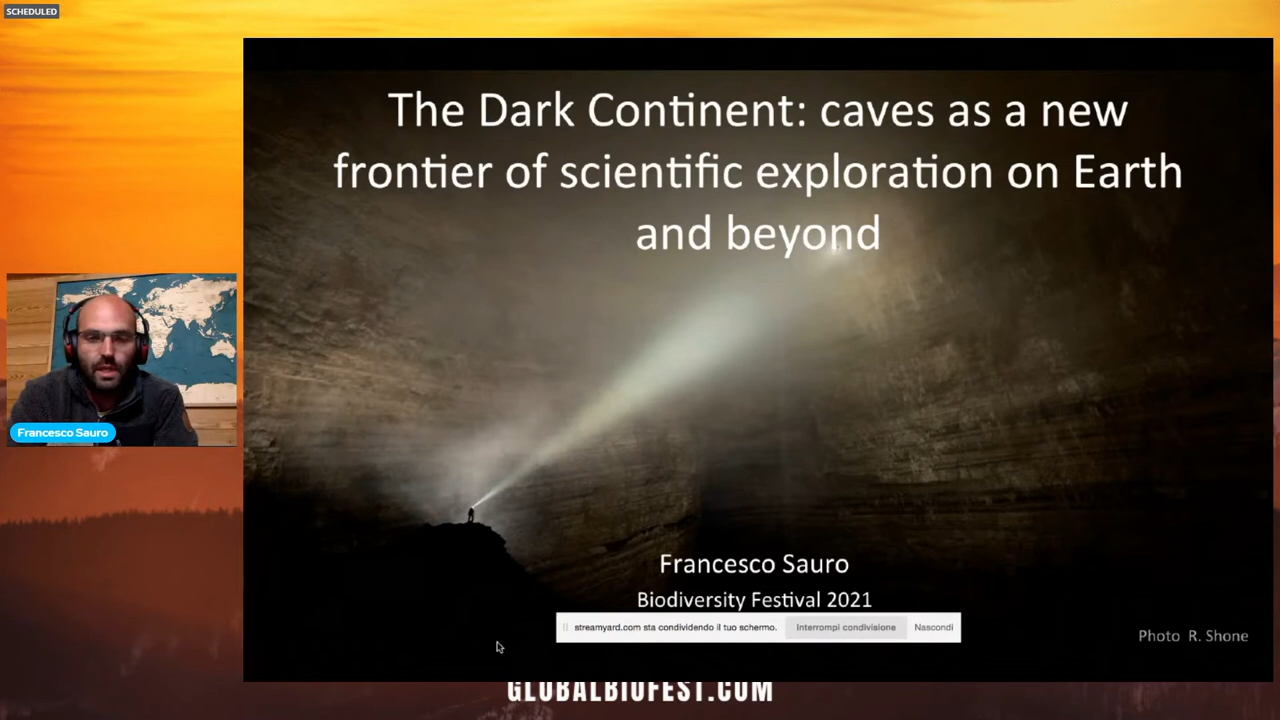 SCHEDULED
The Dark Continent: caves as a new
frontier of scientific exploration on Earth
and beyond
Francesco Sauro
Francesco Sauro
Biodiversity Festival 2021
streamyard.com sta condividendo il tuo schermo. Interrompi condivisione Nascondi
Photo R. Shone
GLOBALBIOFEST.COM